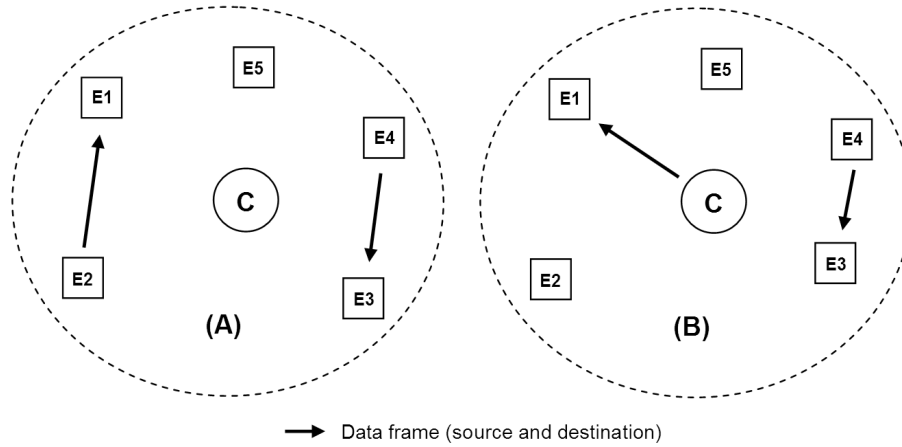 E5
E1
E4
C
E2
E3
(A)
E5
E1
E4
C
E3
E2
(B)
Data frame (source and destination)